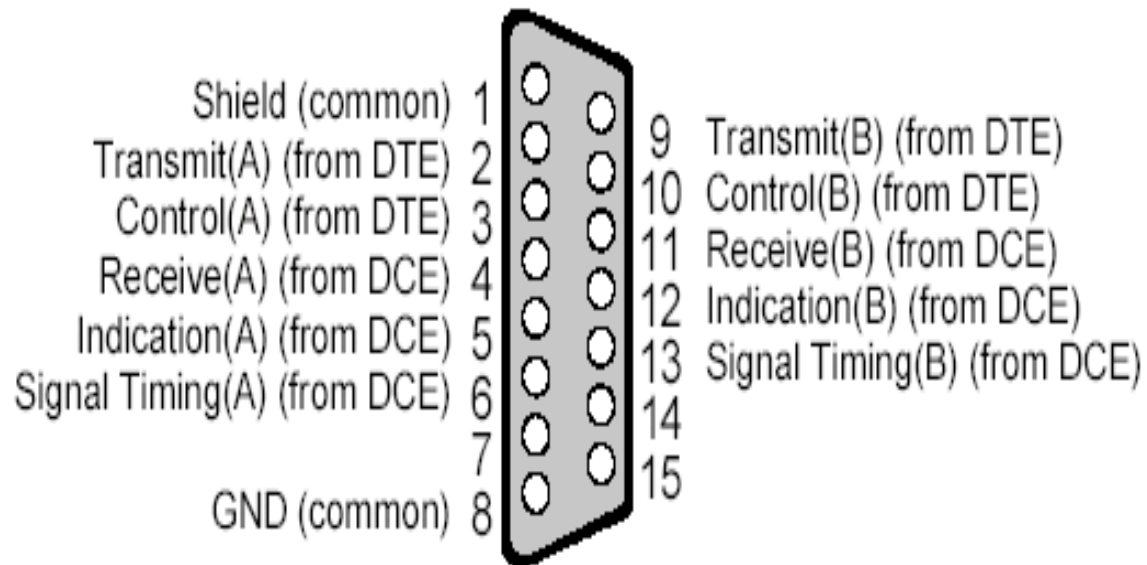 Shield (common) 1
Transmit(A) (from DTE) 2
Control(A) (from DTE) 3
Receive(A) (from DCE) 4
Indication(A) (from DCE) 5
Signal Timing(A) (from DCE) 6
7
GND (common) 8
9 Transmit(B) (from DTE)
10 Control(B) (from DTE)
11 Receive(B) (from DCE)
12 Indication(B) (from DCE)
13 Signal Timing(B) (from DCE)
14
15